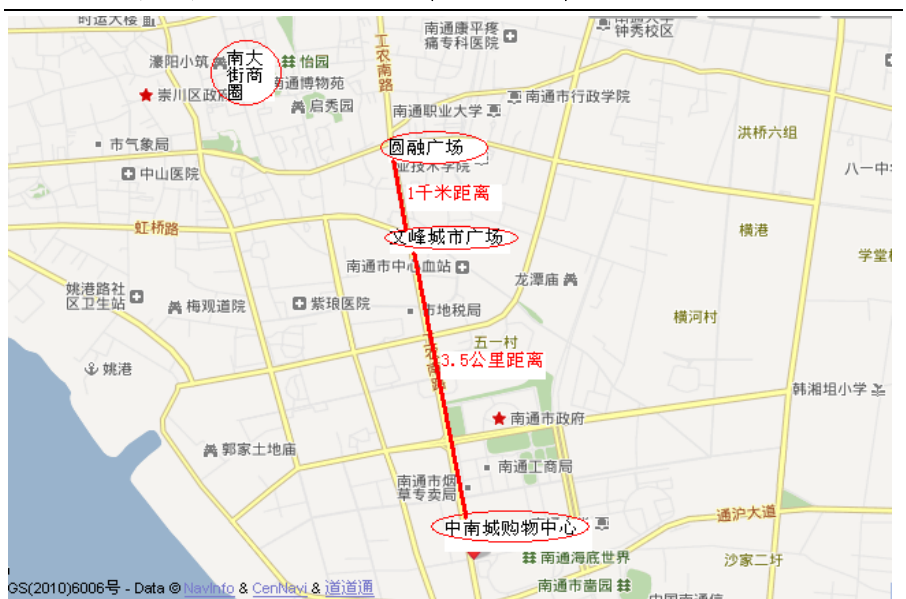 时运大楼
南通康平疼
痛专科医院
钟秀校区
濠阳小筑
南大
街商
圈
怡园
南通博物苑
工农南路
崇川区政
启秀园
南通职业大学
南通市行政学院
洪桥六组
市气象局
圆融广场
业技术学院
中山医院
八一中
1千米距离
虹桥路
文峰城市广场
横港
学堂
南通市中心血站
龙潭庙
姚港路社
区卫生站
梅观道院
紫琅医院
市地税局
横河村
五一村
工农南路
3.5公里距离
姚港
韩湘坦小学
南通市政府
郭家土地庙
南通工商局
南通市烟
草专卖局
通沪大道
中南城购物中心
南通海底世界
沙家二圩
南通市啬园
GS(2010)6006号 - Data © NavInfo & CenNavi & 道道通